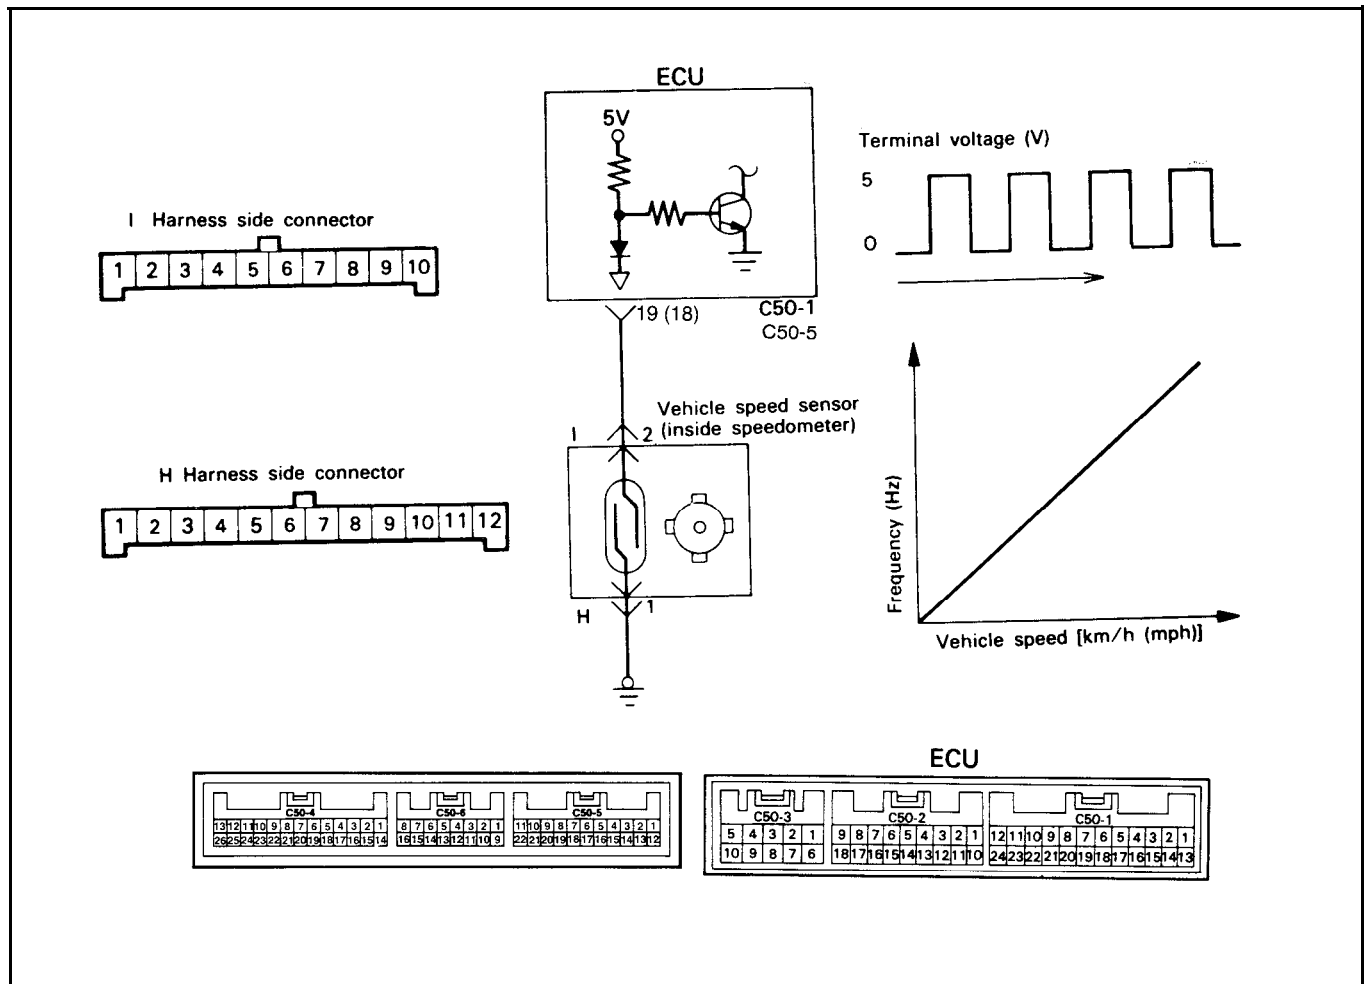 ECU
5V
Terminal voltage (V)
5
0
I Harness side connector
1 2 3 4 5 6 7 8 9 10
19 (18)
C50-1
C50-5
Vehicle speed sensor
(inside speedometer)
I
2
H Harness side connector
1 2 3 4 5 6 7 8 9 10 11 12
H
1
Frequency (Hz)
Vehicle speed [km/h (mph)]
ECU
C50-4
13 12 11 10 9 8 7 6 5 4 3 2 1
26 25 24 23 22 21 20 19 18 17 16 15 14
C50-6
8 7 6 5 4 3 2 1
16 15 14 13 12 11 10 9
C50-5
11 10 9 8 7 6 5 4 3 2 1
22 21 20 19 18 17 16 15 14 13 12
C50-3
5 4 3 2 1
10 9 8 7 6
C50-2
9 8 7 6 5 4 3 2 1
18 17 16 15 14 13 12 11 10
C50-1
12 11 10 9 8 7 6 5 4 3 2 1
24 23 22 21 20 19 18 17 16 15 14 13